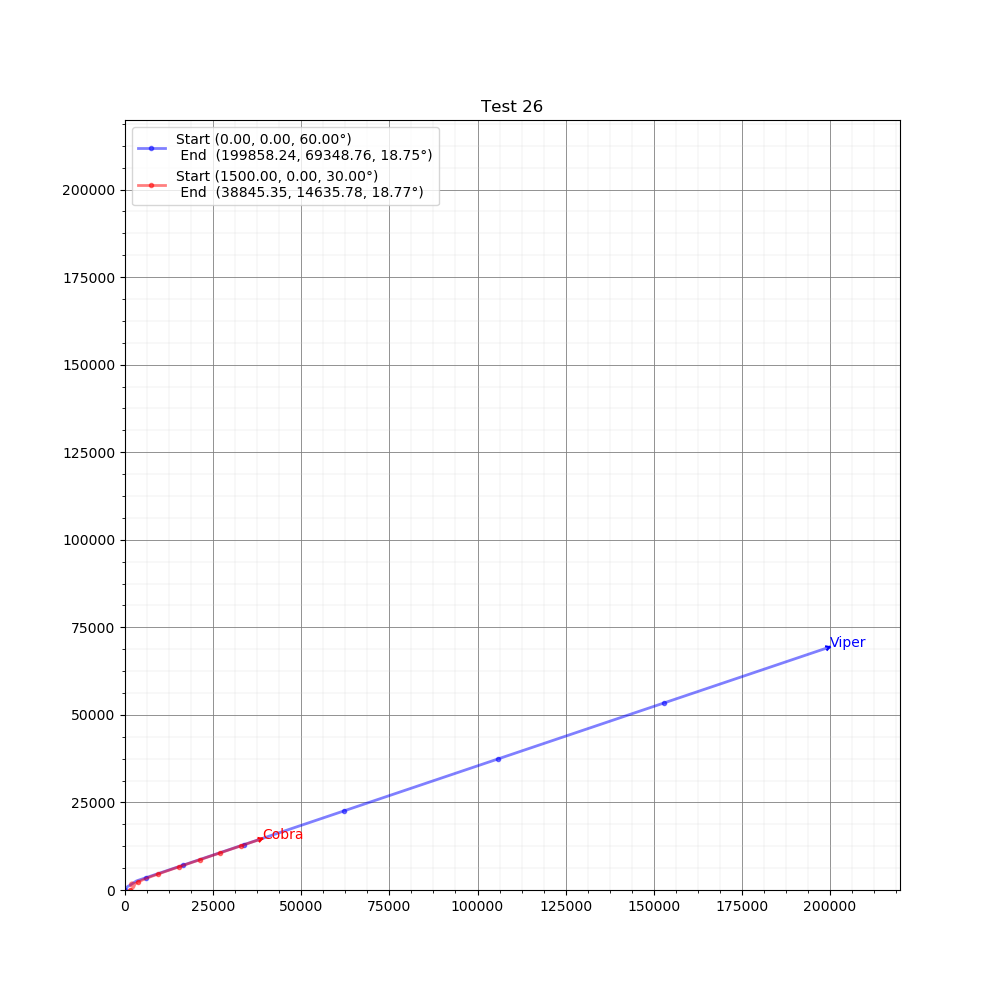 Test 26
Start (0.00, 0.00, 60.00°)
End (199858.24, 69348.76, 18.75°)
Start (1500.00, 0.00, 30.00°)
End (38845.35, 14635.78, 18.77°)
200000
175000
150000
125000
100000
75000
50000
25000
0
Viper
Cobra
0 25000 50000 75000 100000 125000 150000 175000 200000